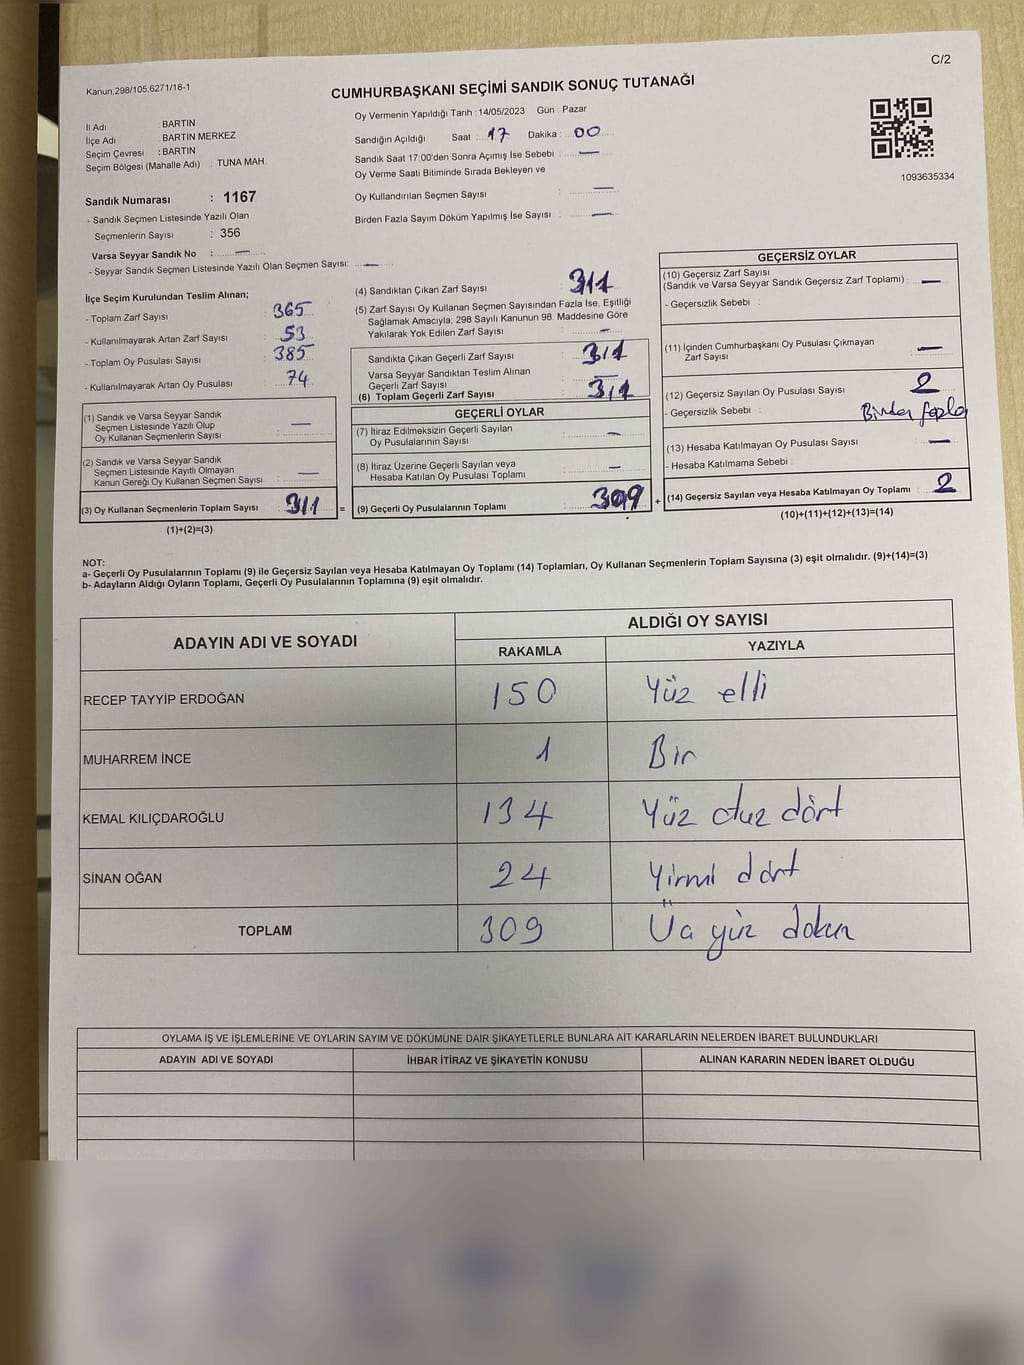 C/2
Kanun;298/105;6271/18-1
CUMHURBAŞKANI SEÇİMİ SANDIK SONUÇ TUTANAĞI
İl Adı : BARTIN
İlçe Adı : BARTIN MERKEZ
Seçim Çevresi : BARTIN
Seçim Bölgesi (Mahalle Adı) : TUNA MAH.
Sandık Numarası : 1167
- Sandık Seçmen Listesinde Yazılı Olan
Seçmenlerin Sayısı : 356
Varsa Seyyar Sandık No : —
- Seyyar Sandık Seçmen Listesinde Yazılı Olan Seçmen Sayısı: —
Oy Vermenin Yapıldığı Tarih : 14/05/2023 Gün : Pazar
Sandığın Açıldığı Saat : 17 Dakika : 00
Sandık Saat 17:00'den Sonra Açımış İse Sebebi : —
Oy Verme Saati Bitiminde Sırada Bekleyen ve
Oy Kullandırılan Seçmen Sayısı : —
Birden Fazla Sayım Döküm Yapılmış İse Sayısı : —
1093635334
İlçe Seçim Kurulundan Teslim Alınan;
- Toplam Zarf Sayısı : 365
- Kullanılmayarak Artan Zarf Sayısı : 53
- Toplam Oy Pusulası Sayısı : 385
- Kullanılmayarak Artan Oy Pusulası : 74
(1) Sandık ve Varsa Seyyar Sandık
Seçmen Listesinde Yazılı Olup
Oy Kullanan Seçmenlerin Sayısı : —
(2) Sandık ve Varsa Seyyar Sandık
Seçmen Listesinde Kayıtlı Olmayan
Kanun Gereği Oy Kullanan Seçmen Sayısı : —
(3) Oy Kullanan Seçmenlerin Toplam Sayısı : 311 =
(1)+(2)=(3)
(4) Sandıktan Çıkan Zarf Sayısı : 311
(5) Zarf Sayısı Oy Kullanan Seçmen Sayısından Fazla İse, Eşitliği
Sağlamak Amacıyla, 298 Sayılı Kanunun 98. Maddesine Göre
Yakılarak Yok Edilen Zarf Sayısı : —
Sandıkta Çıkan Geçerli Zarf Sayısı : 311
Varsa Seyyar Sandıktan Teslim Alınan
Geçerli Zarf Sayısı : —
(6) Toplam Geçerli Zarf Sayısı : 311
GEÇERLİ OYLAR
(7) İtiraz Edilmeksizin Geçerli Sayılan
Oy Pusulalarının Sayısı : —
(8) İtiraz Üzerine Geçerli Sayılan veya
Hesaba Katılan Oy Pusulası Toplamı : —
(9) Geçerli Oy Pusulalarının Toplamı : 309 +
GEÇERSİZ OYLAR
(10) Geçersiz Zarf Sayısı
(Sandık ve Varsa Seyyar Sandık Geçersiz Zarf Toplamı) : —
- Geçersizlik Sebebi :
(11) İçinden Cumhurbaşkanı Oy Pusulası Çıkmayan
Zarf Sayısı : —
(12) Geçersiz Sayılan Oy Pusulası Sayısı : 2
- Geçersizlik Sebebi : Birden fazla
(13) Hesaba Katılmayan Oy Pusulası Sayısı : —
- Hesaba Katılmama Sebebi :
(14) Geçersiz Sayılan veya Hesaba Katılmayan Oy Toplamı : 2
(10)+(11)+(12)+(13)=(14)
NOT:
a- Geçerli Oy Pusulalarının Toplamı (9) ile Geçersiz Sayılan veya Hesaba Katılmayan Oy Toplamı (14) Toplamları, Oy Kullanan Seçmenlerin Toplam Sayısına (3) eşit olmalıdır. (9)+(14)=(3)
b- Adayların Aldığı Oyların Toplamı, Geçerli Oy Pusulalarının Toplamına (9) eşit olmalıdır.
ADAYIN ADI VE SOYADI ALDIĞI OY SAYISI
RAKAMLA YAZIYLA
RECEP TAYYİP ERDOĞAN 150 Yüz elli
MUHARREM İNCE 1 Bir
KEMAL KILIÇDAROĞLU 134 Yüz otuz dört
SİNAN OĞAN 24 Yirmi dört
TOPLAM 309 Üç yüz dokuz
OYLAMA İŞ VE İŞLEMLERİNE VE OYLARIN SAYIM VE DÖKÜMÜNE DAİR ŞİKAYETLERLE BUNLARA AİT KARARLARIN NELERDEN İBARET BULUNDUKLARI
ADAYIN ADI VE SOYADI İHBAR İTİRAZ VE ŞİKAYETİN KONUSU ALINAN KARARIN NEDEN İBARET OLDUĞU